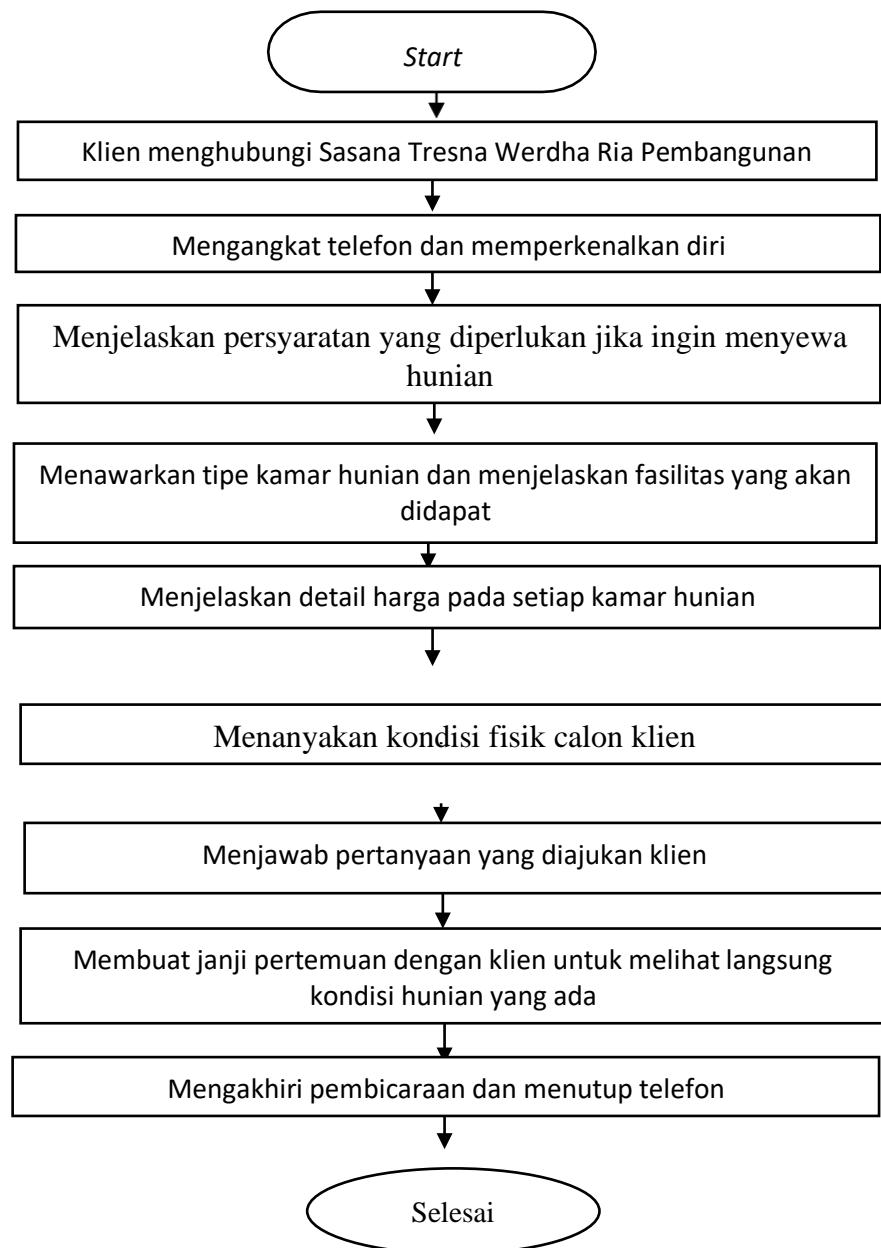 Start
Klien menghubungi Sasana Tresna Werdha Ria Pembangunan
Mengangkat telefon dan memperkenalkan diri
Menjelaskan persyaratan yang diperlukan jika ingin menyewa
hunian
Menawarkan tipe kamar hunian dan menjelaskan fasilitas yang akan
didapat
Menjelaskan detail harga pada setiap kamar hunian
Menanyakan kondisi fisik calon klien
Menjawab pertanyaan yang diajukan klien
Membuat janji pertemuan dengan klien untuk melihat langsung
kondisi hunian yang ada
Mengakhiri pembicaraan dan menutup telefon
Selesai